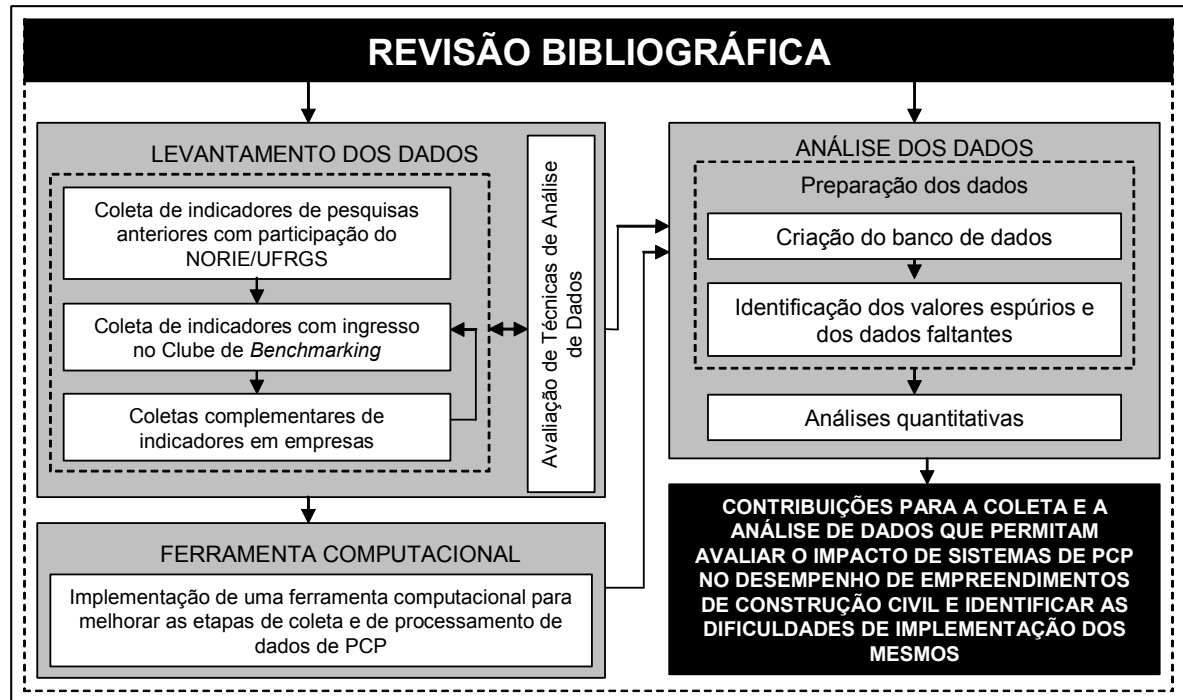 REVISÃO BIBLIOGRÁFICA
LEVANTAMENTO DOS DADOS
Coleta de indicadores de pesquisas
anteriores com participação do
NORIE/UFRGS
Coleta de indicadores com ingresso
no Clube de Benchmarking
Coletas complementares de
indicadores em empresas
Avaliação de Técnicas de Análise
de Dados
FERRAMENTA COMPUTACIONAL
Implementação de uma ferramenta computacional para
melhorar as etapas de coleta e de processamento de
dados de PCP
ANÁLISE DOS DADOS
Preparação dos dados
Criação do banco de dados
Identificação dos valores espúrios e
dos dados faltantes
Análises quantitativas
CONTRIBUIÇÕES PARA A COLETA E A
ANÁLISE DE DADOS QUE PERMITAM
AVALIAR O IMPACTO DE SISTEMAS DE PCP
NO DESEMPENHO DE EMPREENDIMENTOS
DE CONSTRUÇÃO CIVIL E IDENTIFICAR AS
DIFICULDADES DE IMPLEMENTAÇÃO DOS
MESMOS